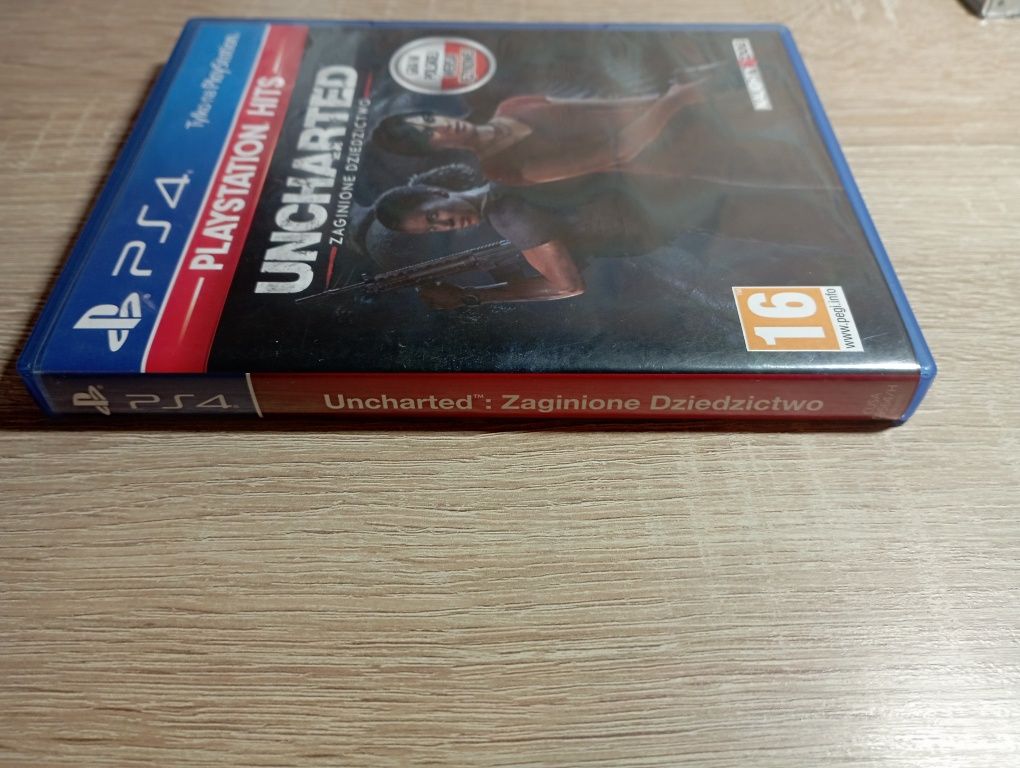 Tylko na PlayStation.
PS4
PLAYSTATION HITS
UNCHARTED
ZAGINIONE DZIEDZICTWO
16
www.pegi.info
PS4
Uncharted™: Zaginione Dziedzictwo